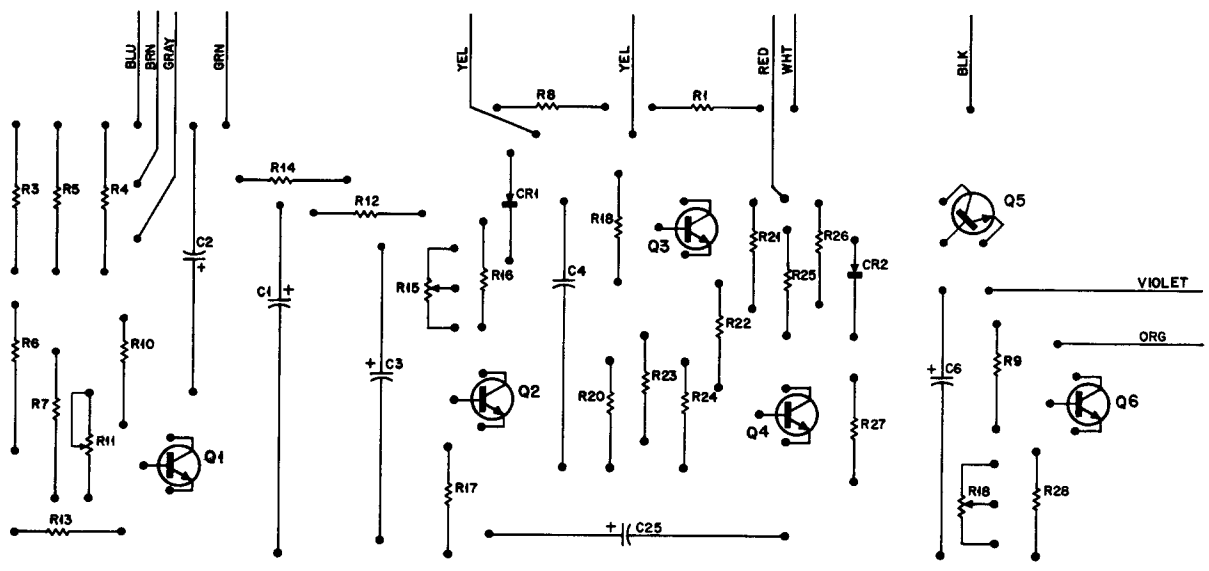 BLU
BRN
GRAY
GRN
YEL
YEL
RED
WHT
BLK
R8
R1
R3
R5
R4
R14
R12
CR1
R18
Q3
R21
R26
Q5
C2
+
R15
R16
C4
R25
CR2
C1
+
VIOLET
R22
ORG
R6
R10
+
C3
R23
+
C6
R9
R7
R11
Q2
R20
R24
Q4
R27
Q6
Q1
R17
R18
R28
R13
+
C25